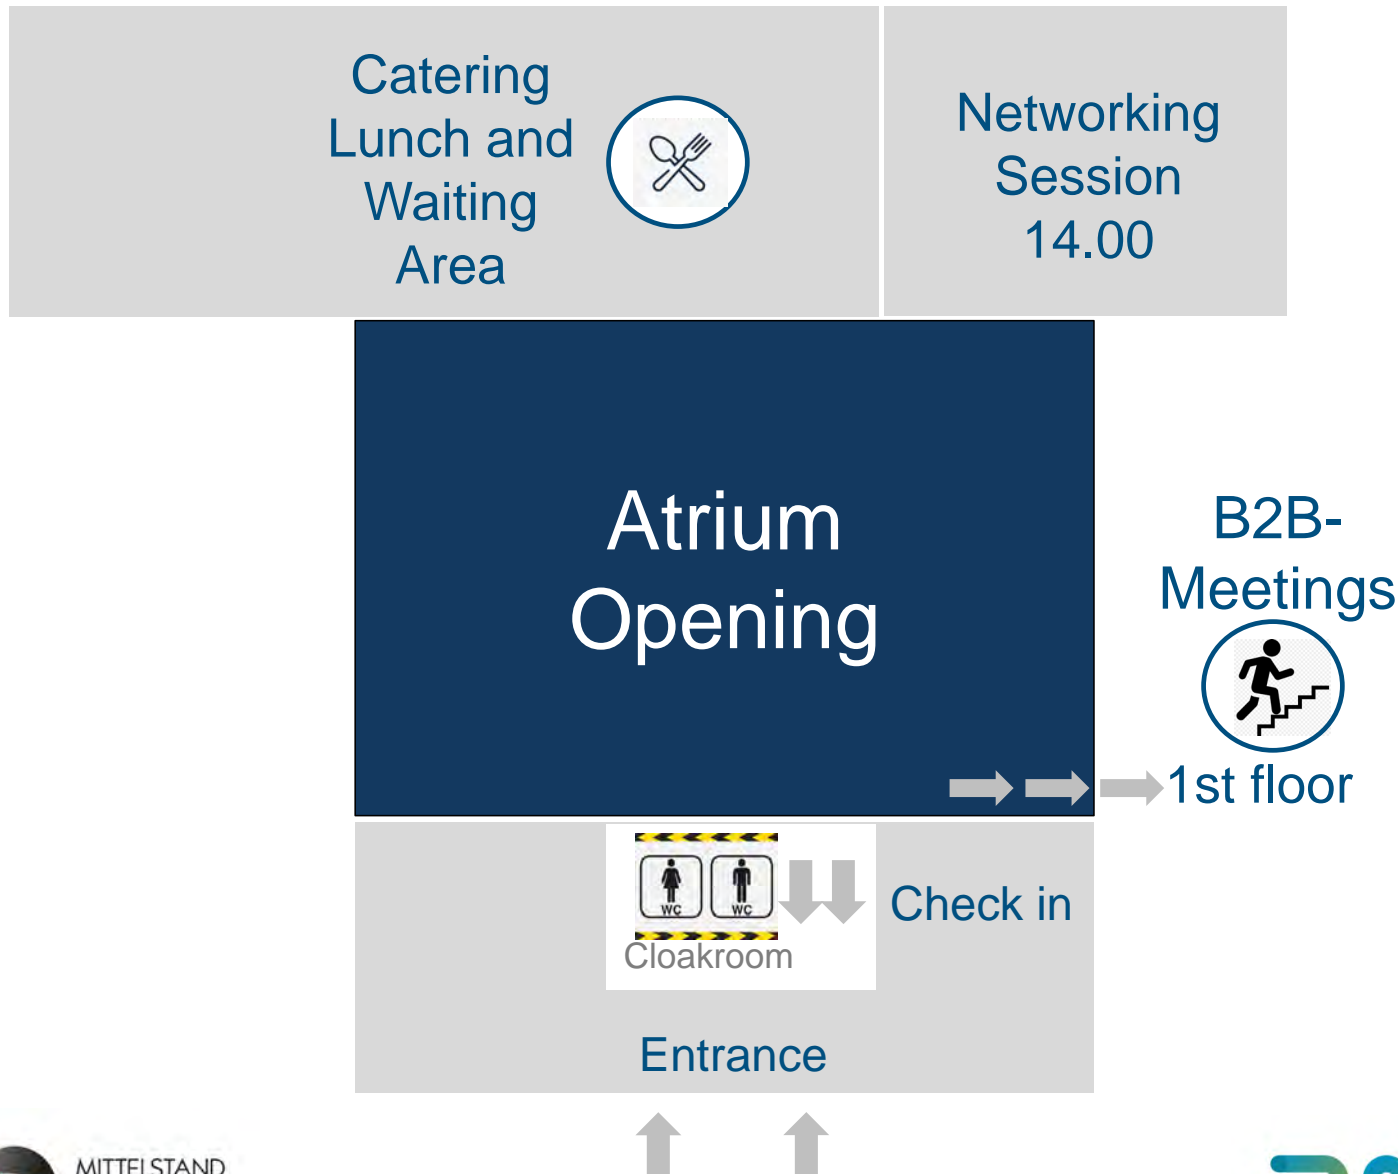 Catering
Lunch and
Waiting
Area
Networking
Session
14.00
Atrium
Opening
B2B-
Meetings
1st floor
WC
WC
Check in
Cloakroom
Entrance
MITTELSTAND